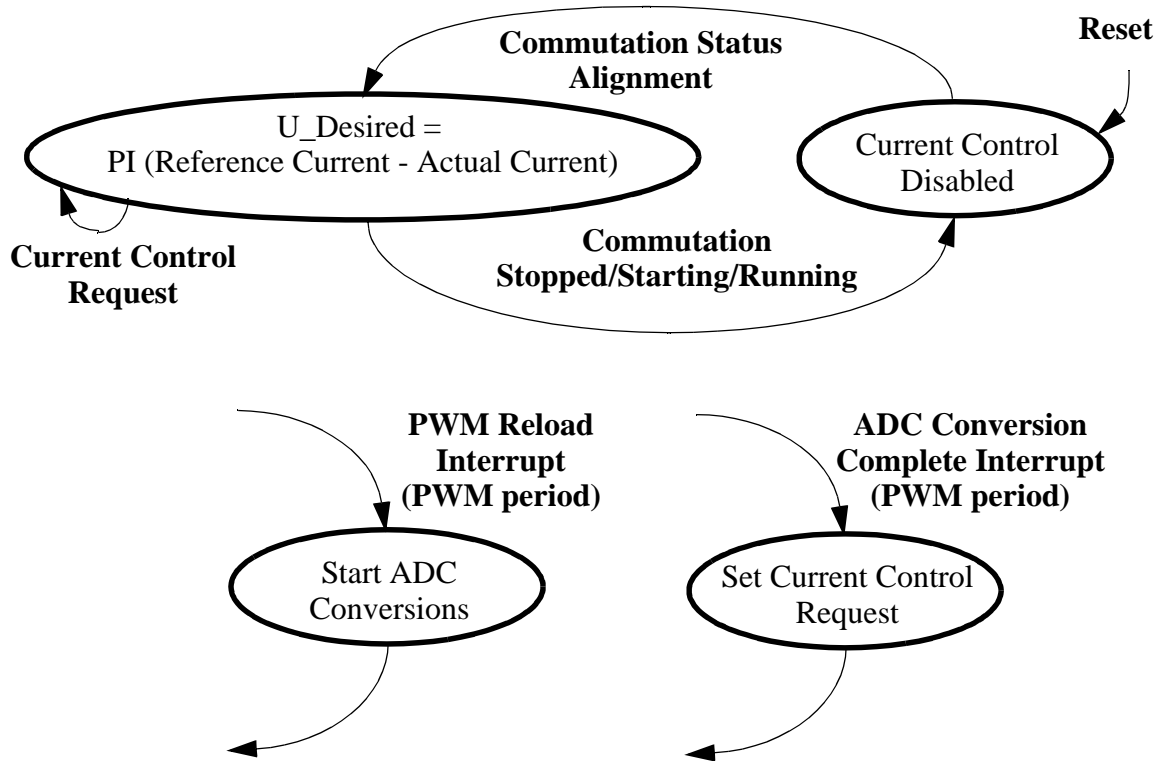 Commutation Status
Alignment
Reset
U_Desired =
PI (Reference Current - Actual Current)
Current Control
Disabled
Current Control
Request
Commutation
Stopped/Starting/Running
PWM Reload
Interrupt
(PWM period)
ADC Conversion
Complete Interrupt
(PWM period)
Start ADC
Conversions
Set Current Control
Request